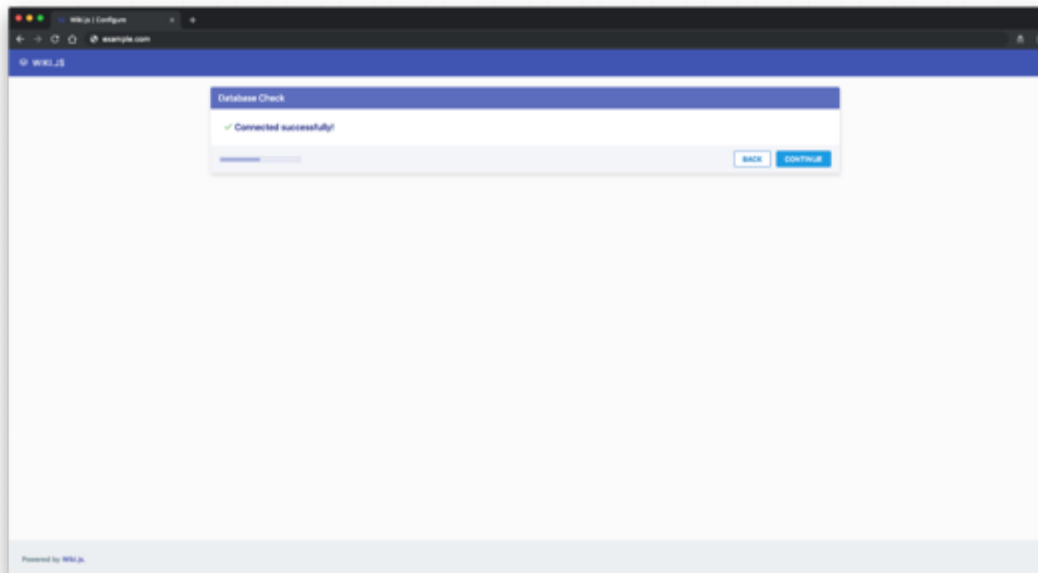 Wiki.js | Configure
example.com
WIKI.JS
Database Check
Connected successfully!
BACK CONTINUE
Powered by Wiki.js.